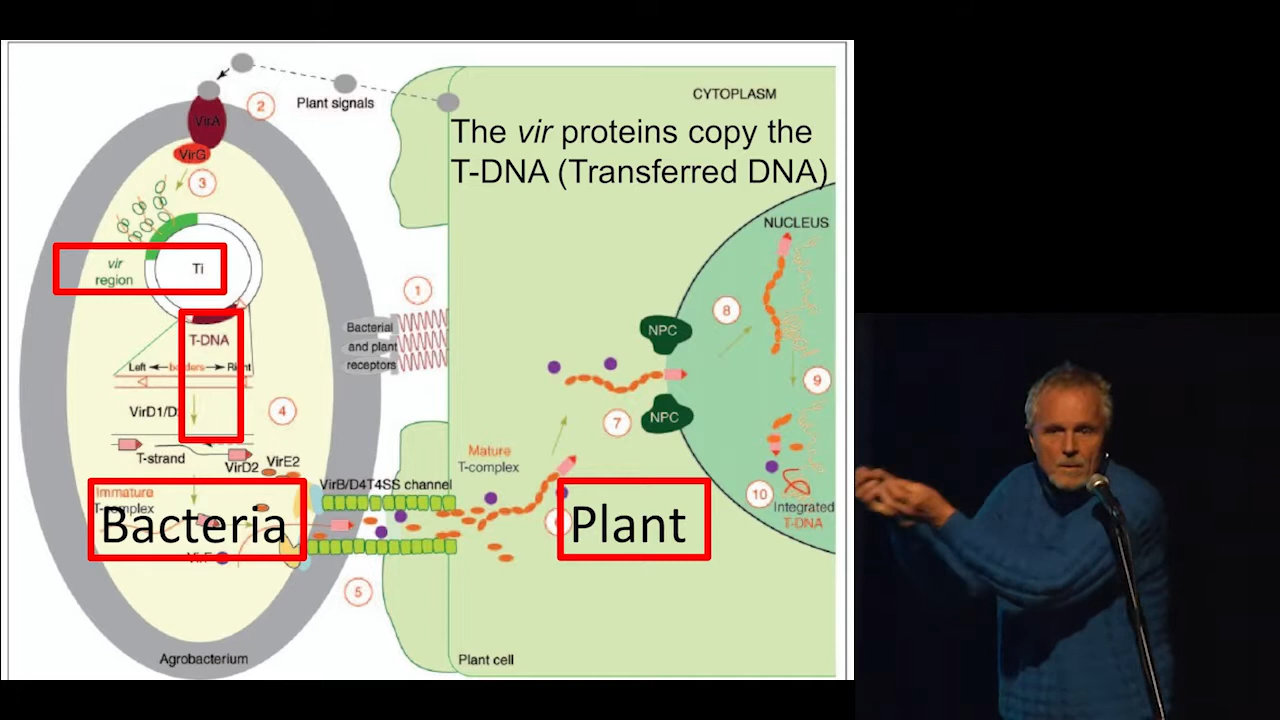 Plant signals
CYTOPLASM
2
VirA
VirG
The vir proteins copy the
T-DNA (Transferred DNA)
3
NUCLEUS
vir
region
Ti
1
8
Bacterial
and plant
receptors
NPC
T-DNA
Left
borders
Right
9
VirD1/D
4
NPC
7
T-strand
VirD2
VirE2
Mature
T-complex
VirB/D4T4SS channel
10
Immature
T-complex
Bacteria
Plant
Integrated
T-DNA
5
Agrobacterium
Plant cell